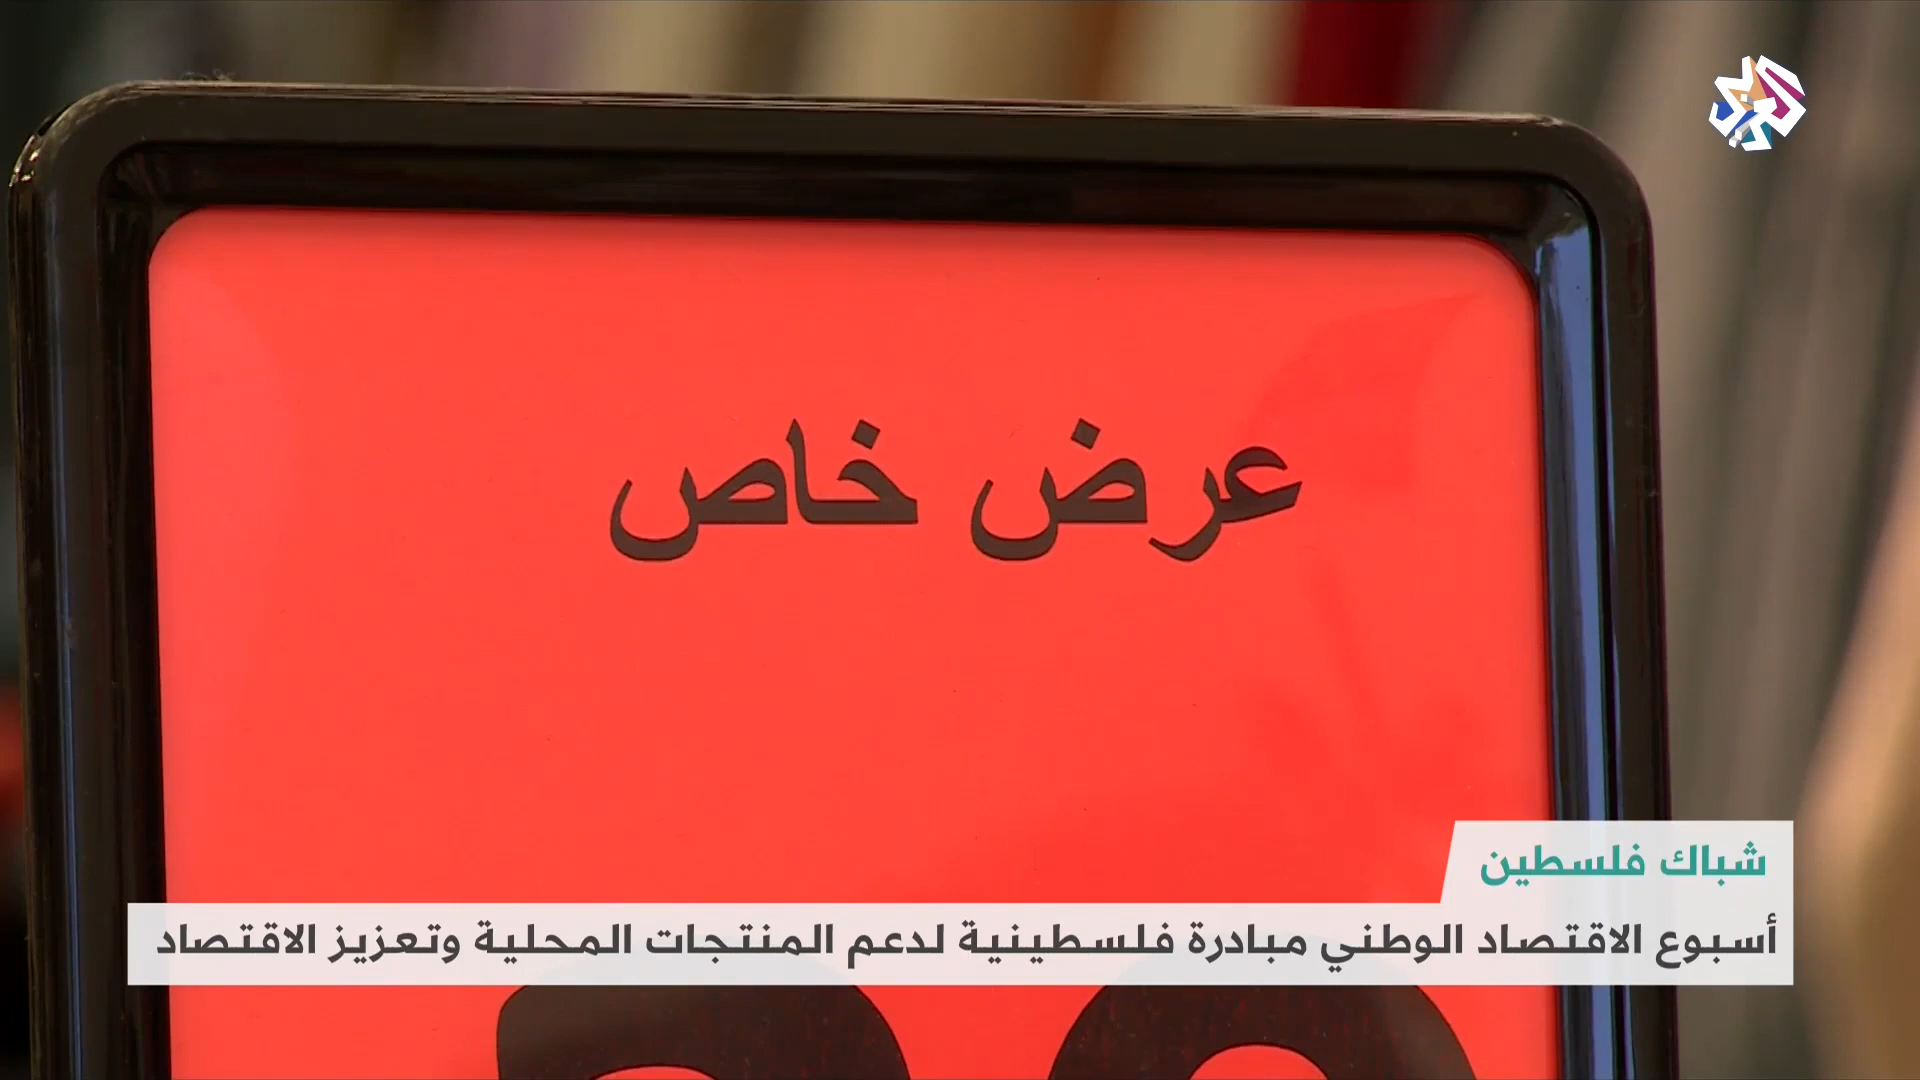 عرض خاص
شباك فلسطين
أسبوع الاقتصاد الوطني مبادرة فلسطينية لدعم المنتجات المحلية وتعزيز الاقتصاد